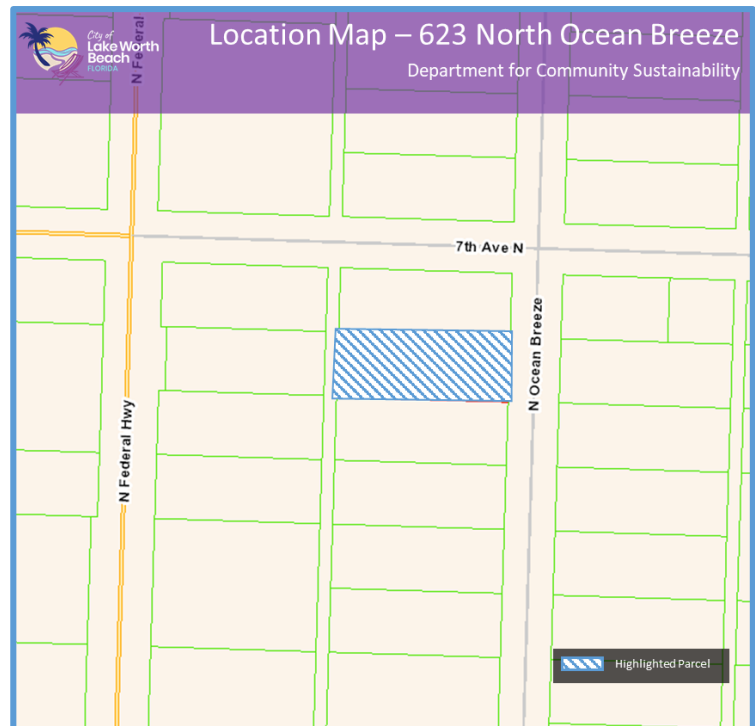 City of
Lake Worth
Beach
FLORIDA
Location Map – 623 North Ocean Breeze
Department for Community Sustainability
N Federal
7th Ave N
N Ocean Breeze
N Federal Hwy
Highlighted Parcel